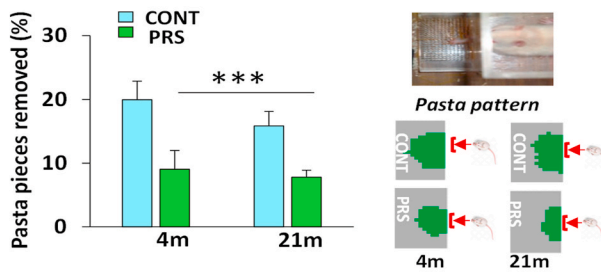 Pasta pieces removed (%)
30
20
10
0
CONT
PRS
***
4m
21m
Pasta pattern
CONT
CONT
PRS
PRS
4m
21m